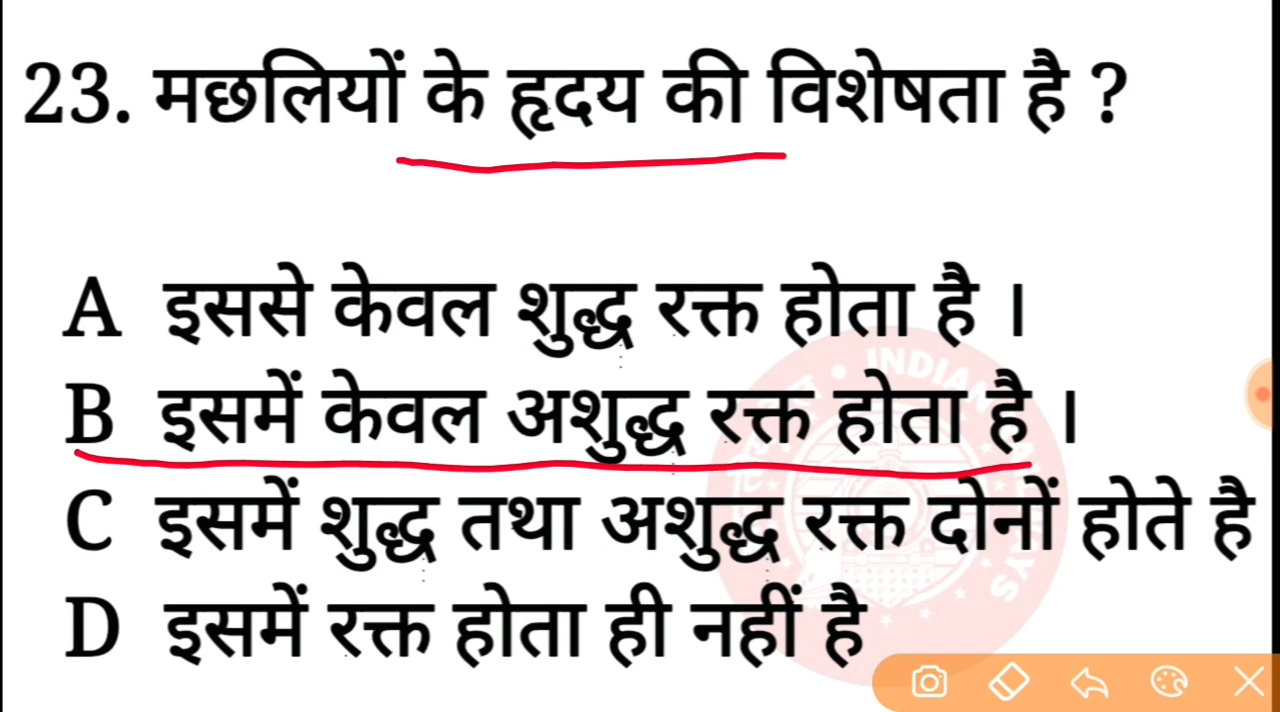 23. मछलियों के हृदय की विशेषता है ?
A इससे केवल शुद्ध रक्त होता है ।
B इसमें केवल अशुद्ध रक्त होता है ।
C इसमें शुद्ध तथा अशुद्ध रक्त दोनों होते है
D इसमें रक्त होता ही नहीं है